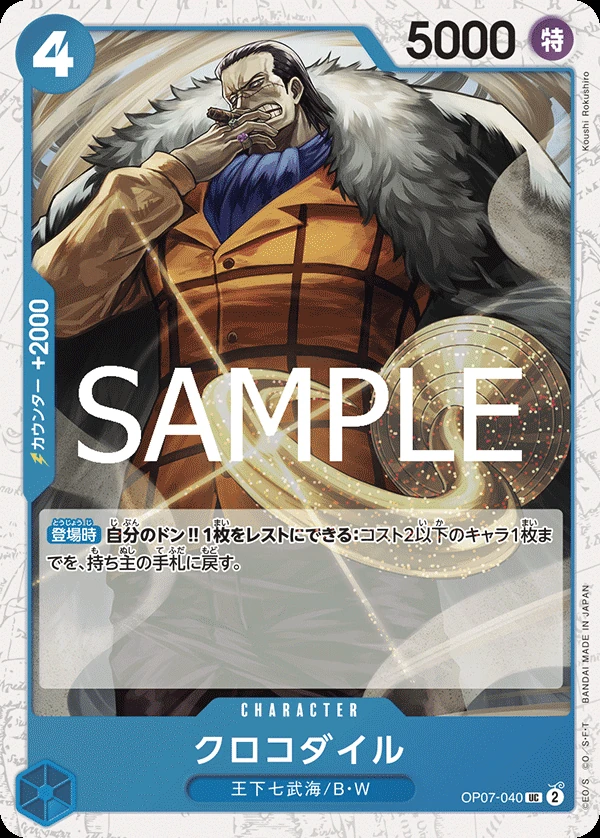 4
5000 特
Koushi Rokushiro
カウンター +2000
SAMPLE
登場時 自分のドン!!1枚をレストにできる:コスト2以下のキャラ1枚ま
でを、持ち主の手札に戻す。
CHARACTER
クロコダイル
王下七武海/B・W
OP07-040 UC 2
©E.O/S. ©O/S・F・T BANDAI MADE IN JAPAN